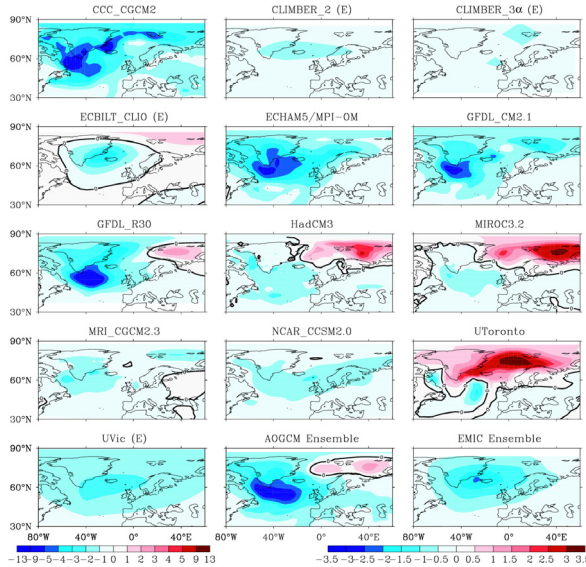 CCC_CGCM2 CLIMBER_2 (E) CLIMBER_3α (E)
90°N
60°N
30°N
ECBILT_CLIO (E) ECHAM5/MPI-OM GFDL_CM2.1
90°N
60°N
30°N
GFDL_R30 HadCM3 MIROC3.2
90°N
60°N
30°N
MRI_CGCM2.3 NCAR_CCSM2.0 UToronto
90°N
60°N
30°N
UVic (E) AOGCM Ensemble EMIC Ensemble
90°N
60°N
30°N
80°W 40°W 0° 40°E 80°W 40°W 0° 40°E 80°W 40°W 0° 40°E
-13 -9 -5 -4 -3 -2 -1 0 1 2 3 4 5 9 13 -3.5 -2.5 -2 -1.5 -1 -0.5 0 0.5 1 1.5 2 2.5 3 3.5